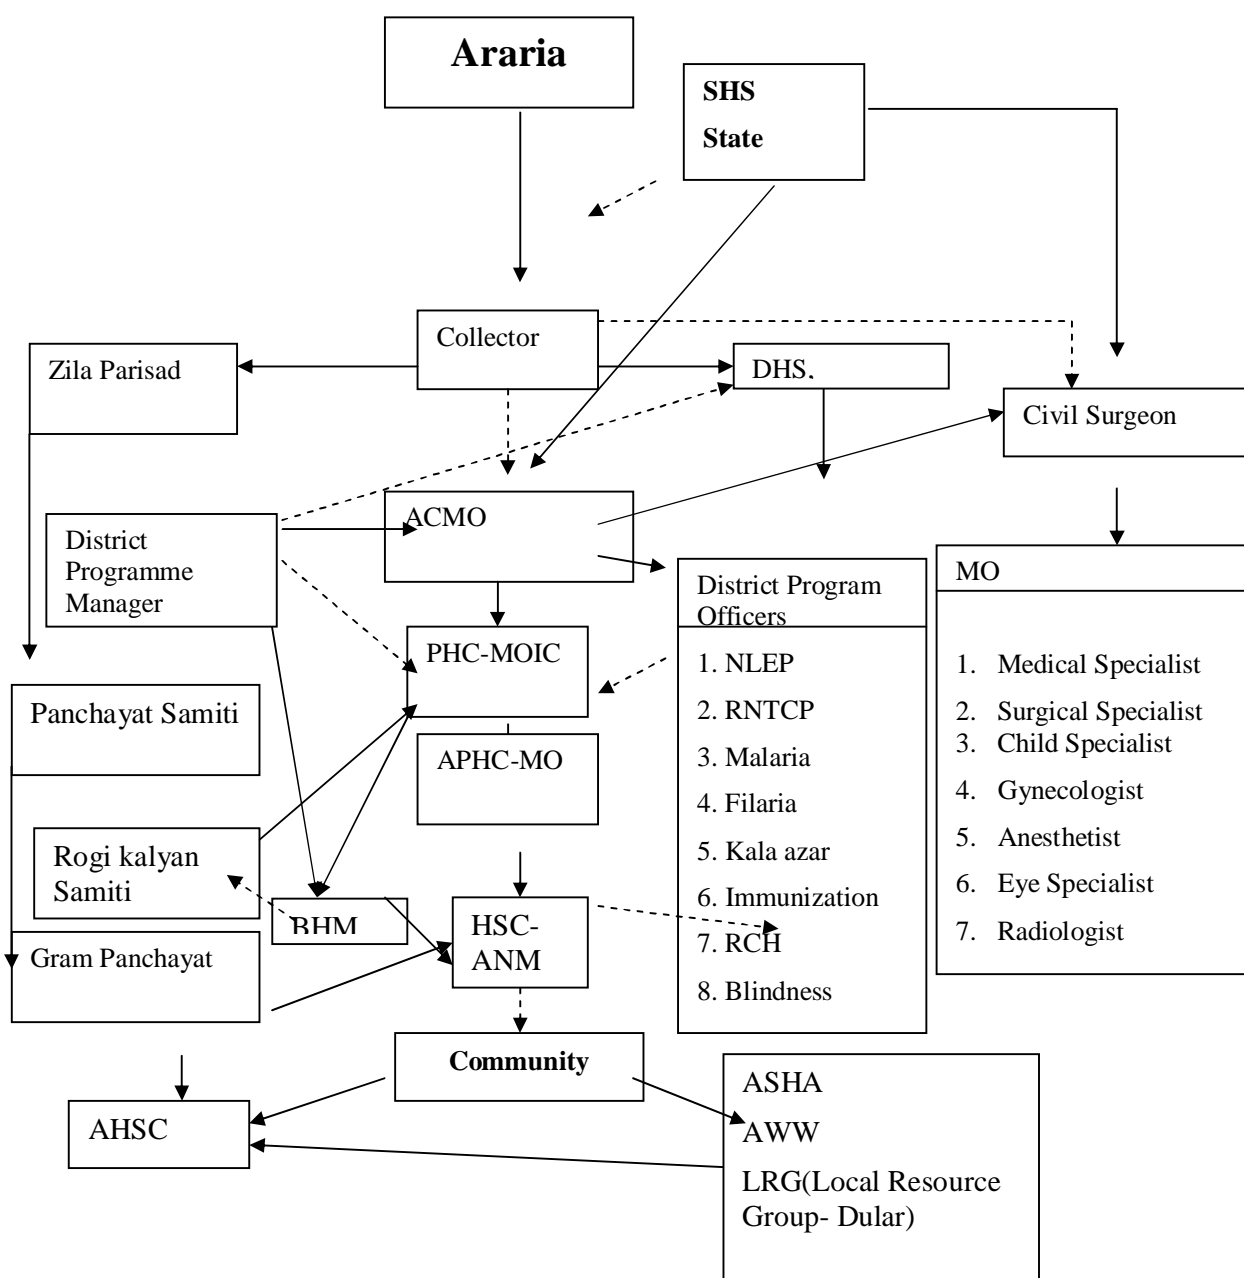 Araria
SHS
State
Collector
Zila Parisad
DHS.
Civil Surgeon
ACMO
District
Programme
Manager
District Program
Officers
1. NLEP
2. RNTCP
3. Malaria
4. Filaria
5. Kala azar
6. Immunization
7. RCH
8. Blindness
MO
1. Medical Specialist
2. Surgical Specialist
3. Child Specialist
4. Gynecologist
5. Anesthetist
6. Eye Specialist
7. Radiologist
PHC-MOIC
Panchayat Samiti
APHC-MO
Rogi kalyan
Samiti
BHM
HSC-
ANM
Gram Panchayat
Community
AHSC
ASHA
AWW
LRG(Local Resource
Group- Dular)